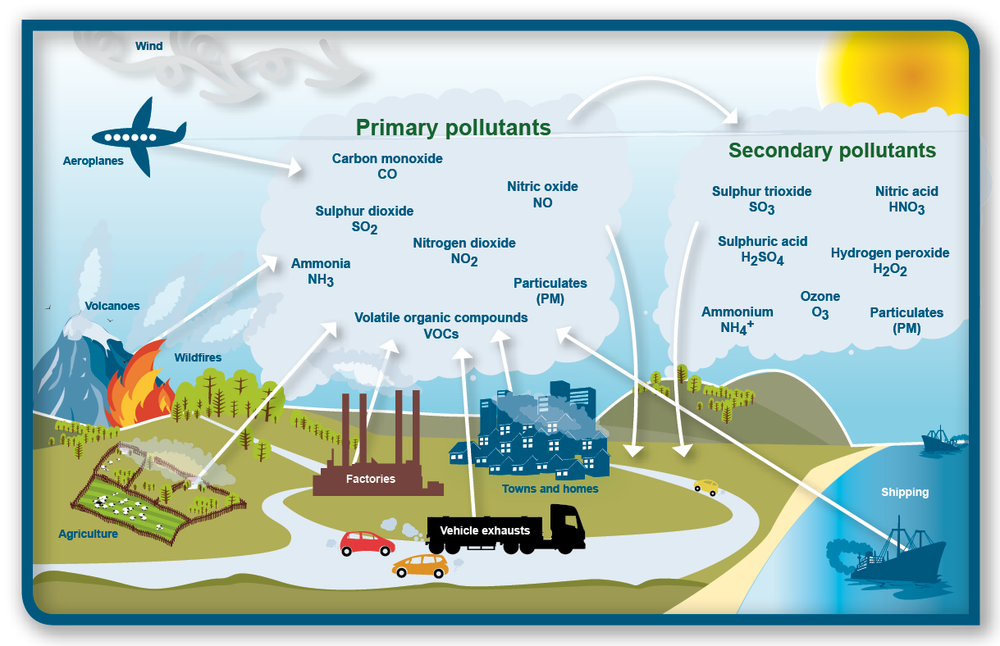 Wind
Aeroplanes
Primary pollutants
Carbon monoxide
CO
Nitric oxide
NO
Sulphur dioxide
SO₂
Nitrogen dioxide
NO₂
Ammonia
NH₃
Particulates
(PM)
Volatile organic compounds
VOCs
Secondary pollutants
Sulphur trioxide
SO₃
Nitric acid
HNO₃
Sulphuric acid
H₂SO₄
Hydrogen peroxide
H₂O₂
Ozone
O₃
Ammonium
NH₄⁺
Particulates
(PM)
Volcanoes
Wildfires
Factories
Towns and homes
Shipping
Agriculture
Vehicle exhausts